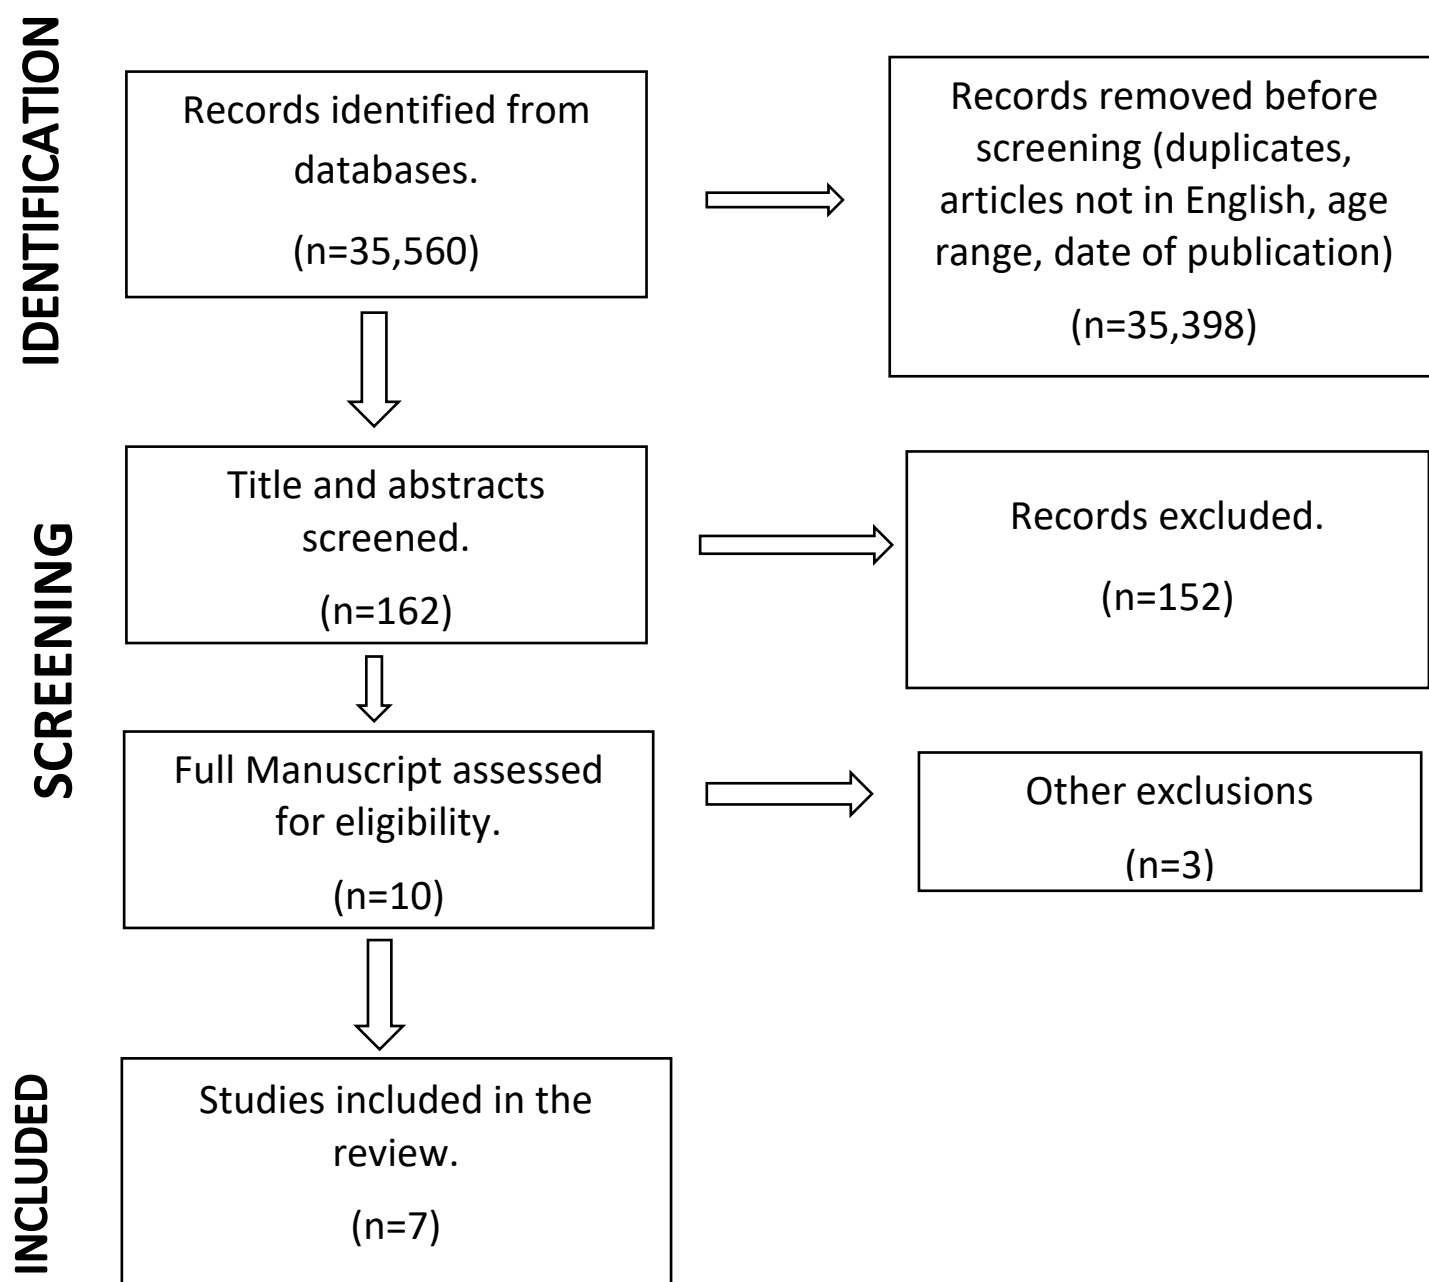 IDENTIFICATION
Records identified from
databases.
(n=35,560)
Records removed before
screening (duplicates,
articles not in English, age
range, date of publication)
(n=35,398)
SCREENING
Title and abstracts
screened.
(n=162)
Records excluded.
(n=152)
Full Manuscript assessed
for eligibility.
(n=10)
Other exclusions
(n=3)
INCLUDED
Studies included in the
review.
(n=7)